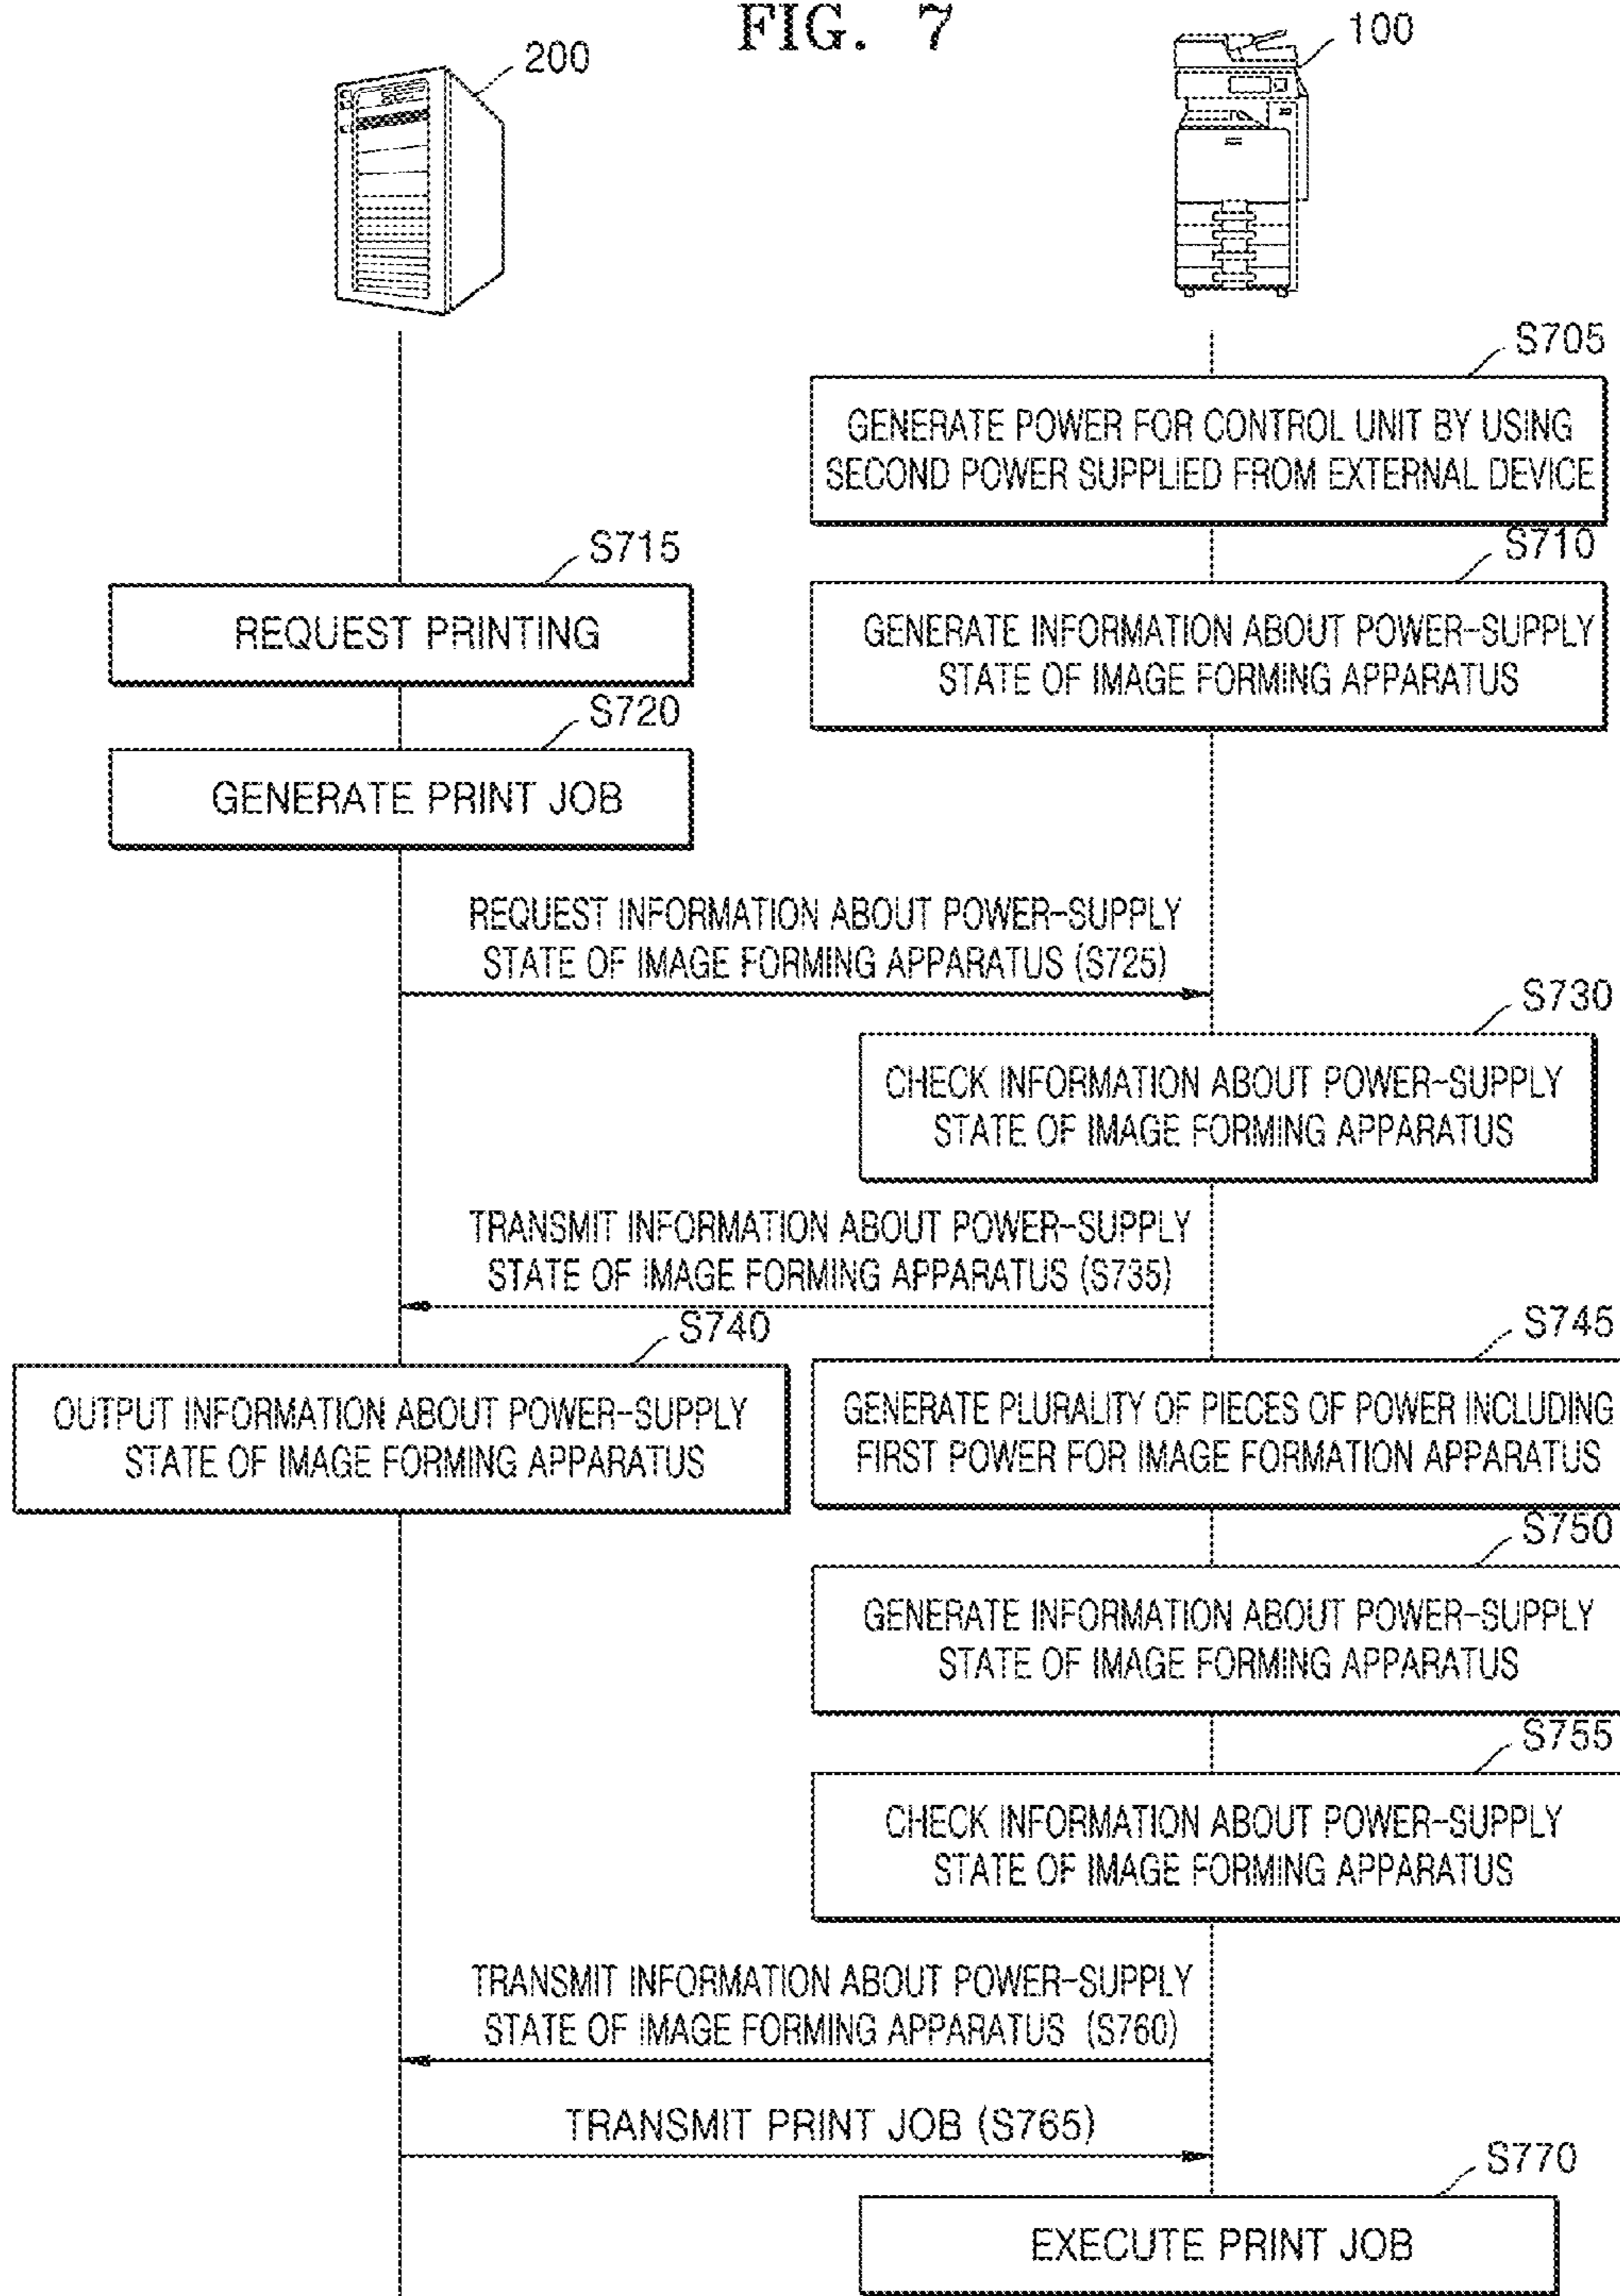 FIG. 7
200
100
S705
GENERATE POWER FOR CONTROL UNIT BY USING
SECOND POWER SUPPLIED FROM EXTERNAL DEVICE
S710
GENERATE INFORMATION ABOUT POWER-SUPPLY
STATE OF IMAGE FORMING APPARATUS
S715
REQUEST PRINTING
S720
GENERATE PRINT JOB
REQUEST INFORMATION ABOUT POWER-SUPPLY
STATE OF IMAGE FORMING APPARATUS (S725)
S730
CHECK INFORMATION ABOUT POWER-SUPPLY
STATE OF IMAGE FORMING APPARATUS
TRANSMIT INFORMATION ABOUT POWER-SUPPLY
STATE OF IMAGE FORMING APPARATUS (S735)
S740
OUTPUT INFORMATION ABOUT POWER-SUPPLY
STATE OF IMAGE FORMING APPARATUS
S745
GENERATE PLURALITY OF PIECES OF POWER INCLUDING
FIRST POWER FOR IMAGE FORMATION APPARATUS
S750
GENERATE INFORMATION ABOUT POWER-SUPPLY
STATE OF IMAGE FORMING APPARATUS
S755
CHECK INFORMATION ABOUT POWER-SUPPLY
STATE OF IMAGE FORMING APPARATUS
TRANSMIT INFORMATION ABOUT POWER-SUPPLY
STATE OF IMAGE FORMING APPARATUS (S760)
TRANSMIT PRINT JOB (S765)
S770
EXECUTE PRINT JOB